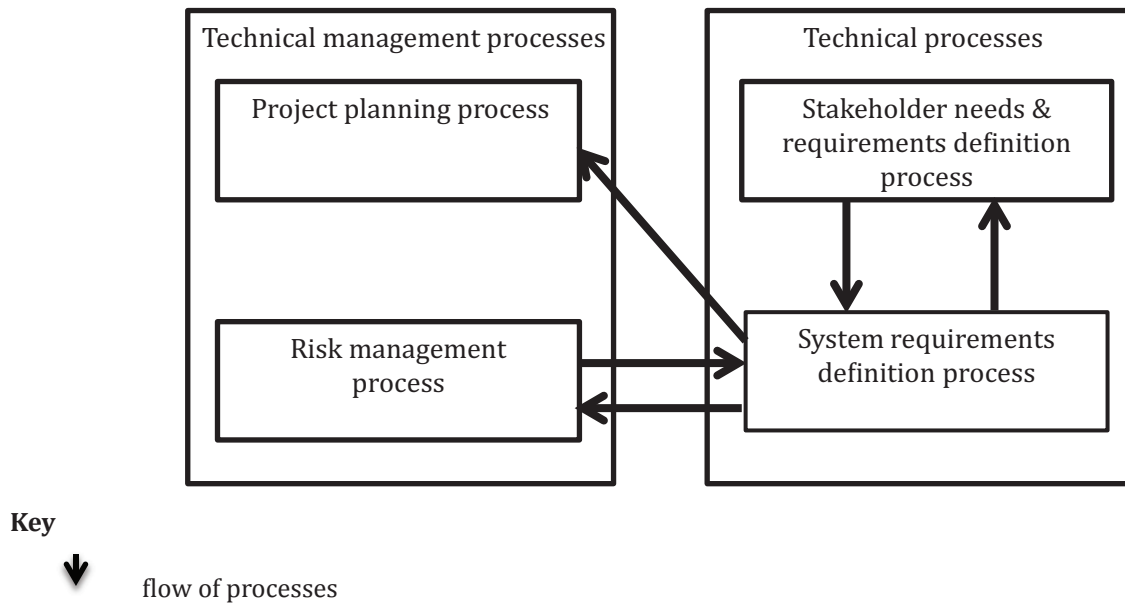 Technical management processes
Project planning process
Risk management
process
Technical processes
Stakeholder needs &
requirements definition
process
System requirements
definition process
Key
flow of processes